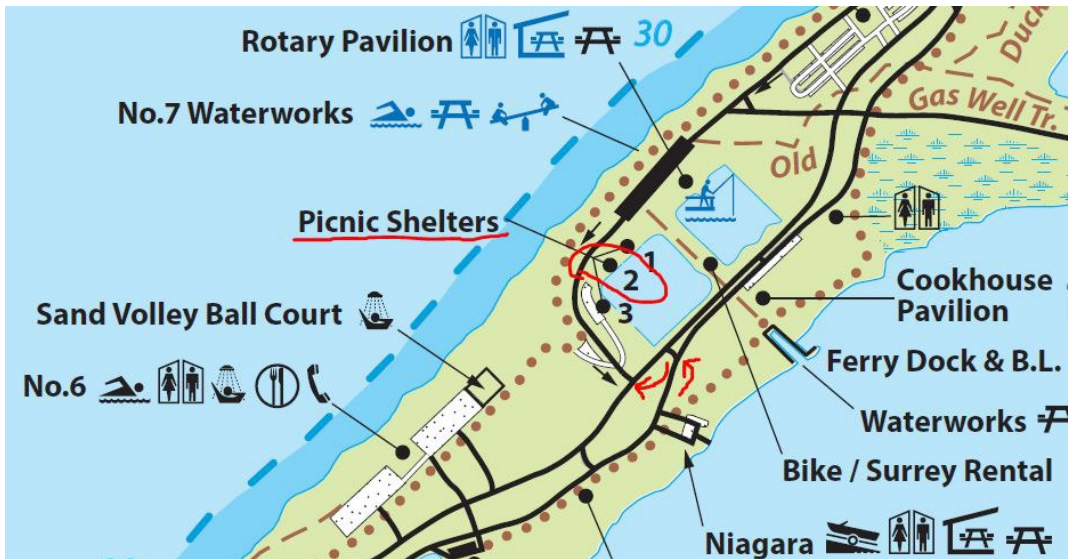 Rotary Pavilion 30
No.7 Waterworks
Duck
Gas Well Tr.
Old
Picnic Shelters
1
2
3
Sand Volley Ball Court
No.6
Cookhouse
Pavilion
Ferry Dock & B.L.
Waterworks
Bike / Surrey Rental
Niagara